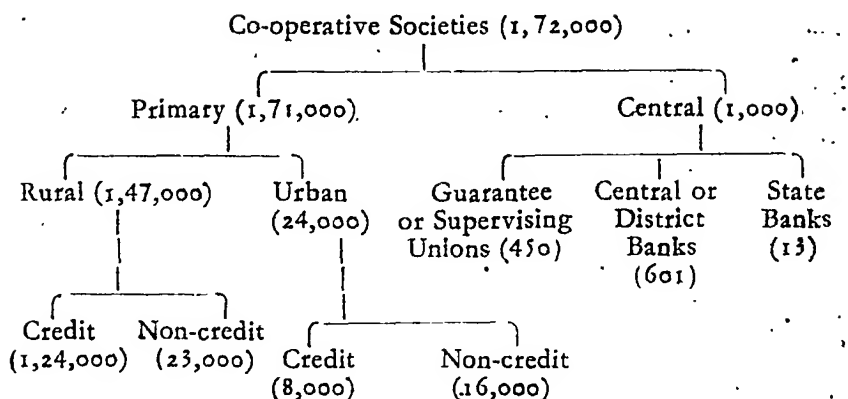 Co-operative Societies (1,72,000)
Primary (1,71,000)
Central (1,000)
Rural (1,47,000)
Urban
(24,000)
Guarantee
or Supervising
Unions (450)
Central or
District
Banks
(601)
State
Banks
(13)
Credit
(1,24,000)
Non-credit
(23,000)
Credit
(8,000)
Non-credit
(16,000)